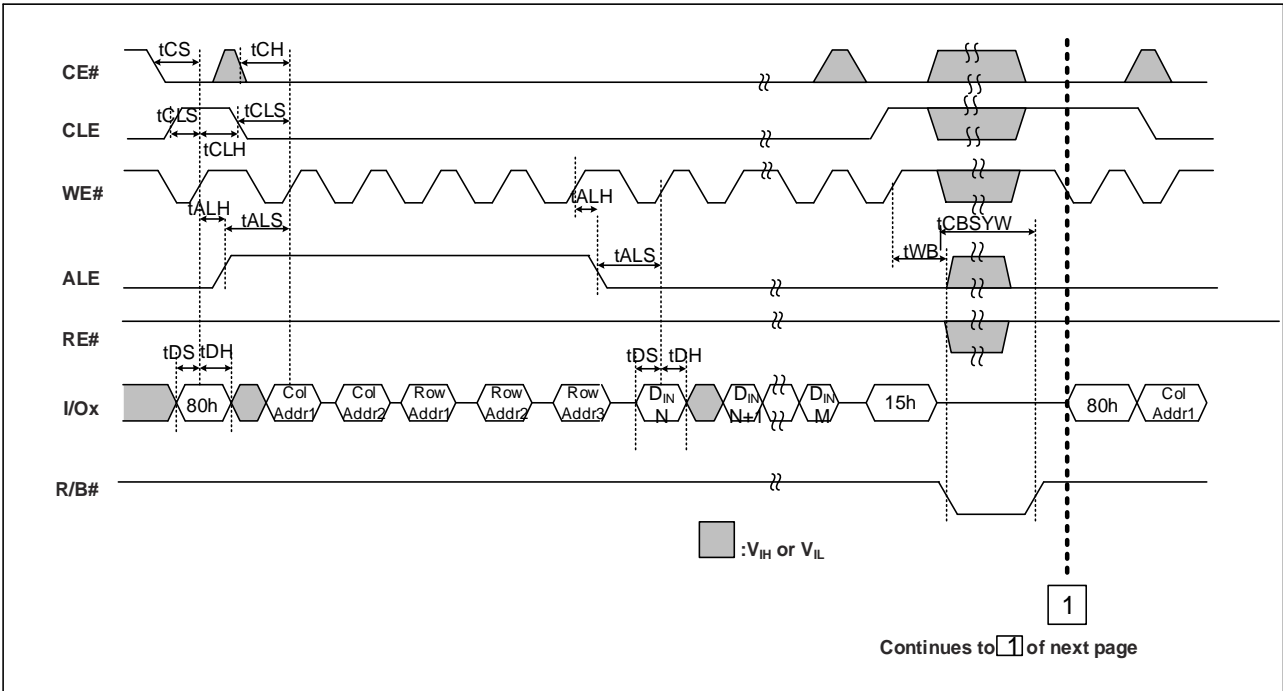 tCS
tCH
CE#
tCLS
tCLS
CLE
tCLH
WE#
tALH
tALH
tALS
tCBSYW
tALS
tWB
ALE
RE#
tDS
tDH
tDS
tDH
I/Ox
80h
Col
Addr1
Col
Addr2
Row
Addr1
Row
Addr2
Row
Addr3
DIN
N
DIN
N+1
DIN
M
15h
80h
Col
Addr1
R/B#
:VIH or VIL
1
Continues to 1 of next page